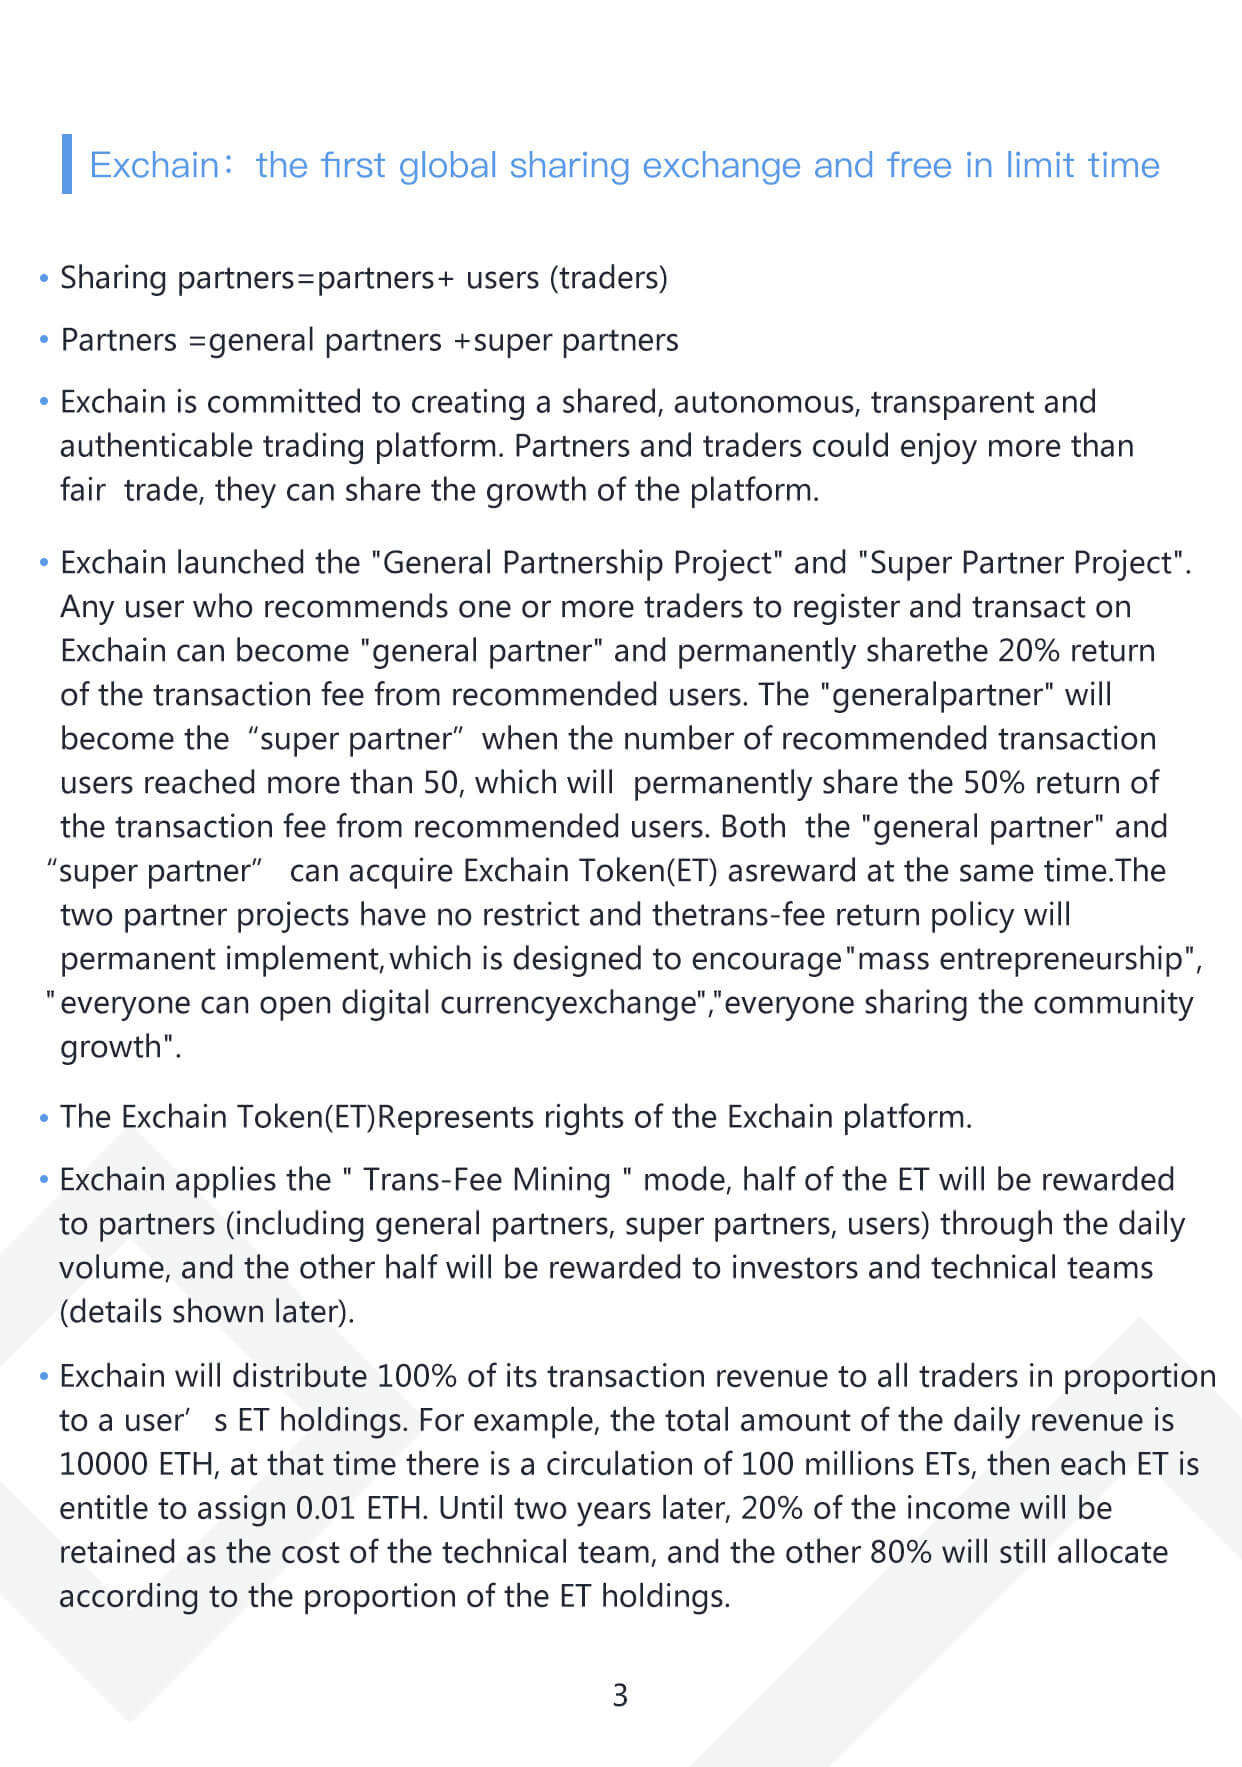 Exchain：the first global sharing exchange and free in limit time
• Sharing partners=partners+ users (traders)
• Partners =general partners +super partners
• Exchain is committed to creating a shared, autonomous, transparent and
authenticable trading platform. Partners and traders could enjoy more than
fair  trade, they can share the growth of the platform.
• Exchain launched the "General Partnership Project" and "Super Partner Project".
Any user who recommends one or more traders to register and transact on
Exchain can become "general partner" and permanently sharethe 20% return
of the transaction fee from recommended users. The "generalpartner" will
become the “super partner” when the number of recommended transaction
users reached more than 50, which will  permanently share the 50% return of
the transaction fee from recommended users. Both  the "general partner" and
“super partner”  can acquire Exchain Token(ET) asreward at the same time.The
two partner projects have no restrict and thetrans-fee return policy will
permanent implement,which is designed to encourage"mass entrepreneurship",
"everyone can open digital currencyexchange","everyone sharing the community
growth".
• The Exchain Token(ET)Represents rights of the Exchain platform.
• Exchain applies the " Trans-Fee Mining " mode, half of the ET will be rewarded
to partners (including general partners, super partners, users) through the daily
volume, and the other half will be rewarded to investors and technical teams
(details shown later).
• Exchain will distribute 100% of its transaction revenue to all traders in proportion
to a user’ s ET holdings. For example, the total amount of the daily revenue is
10000 ETH, at that time there is a circulation of 100 millions ETs, then each ET is
entitle to assign 0.01 ETH. Until two years later, 20% of the income will be
retained as the cost of the technical team, and the other 80% will still allocate
according to the proportion of the ET holdings.
3